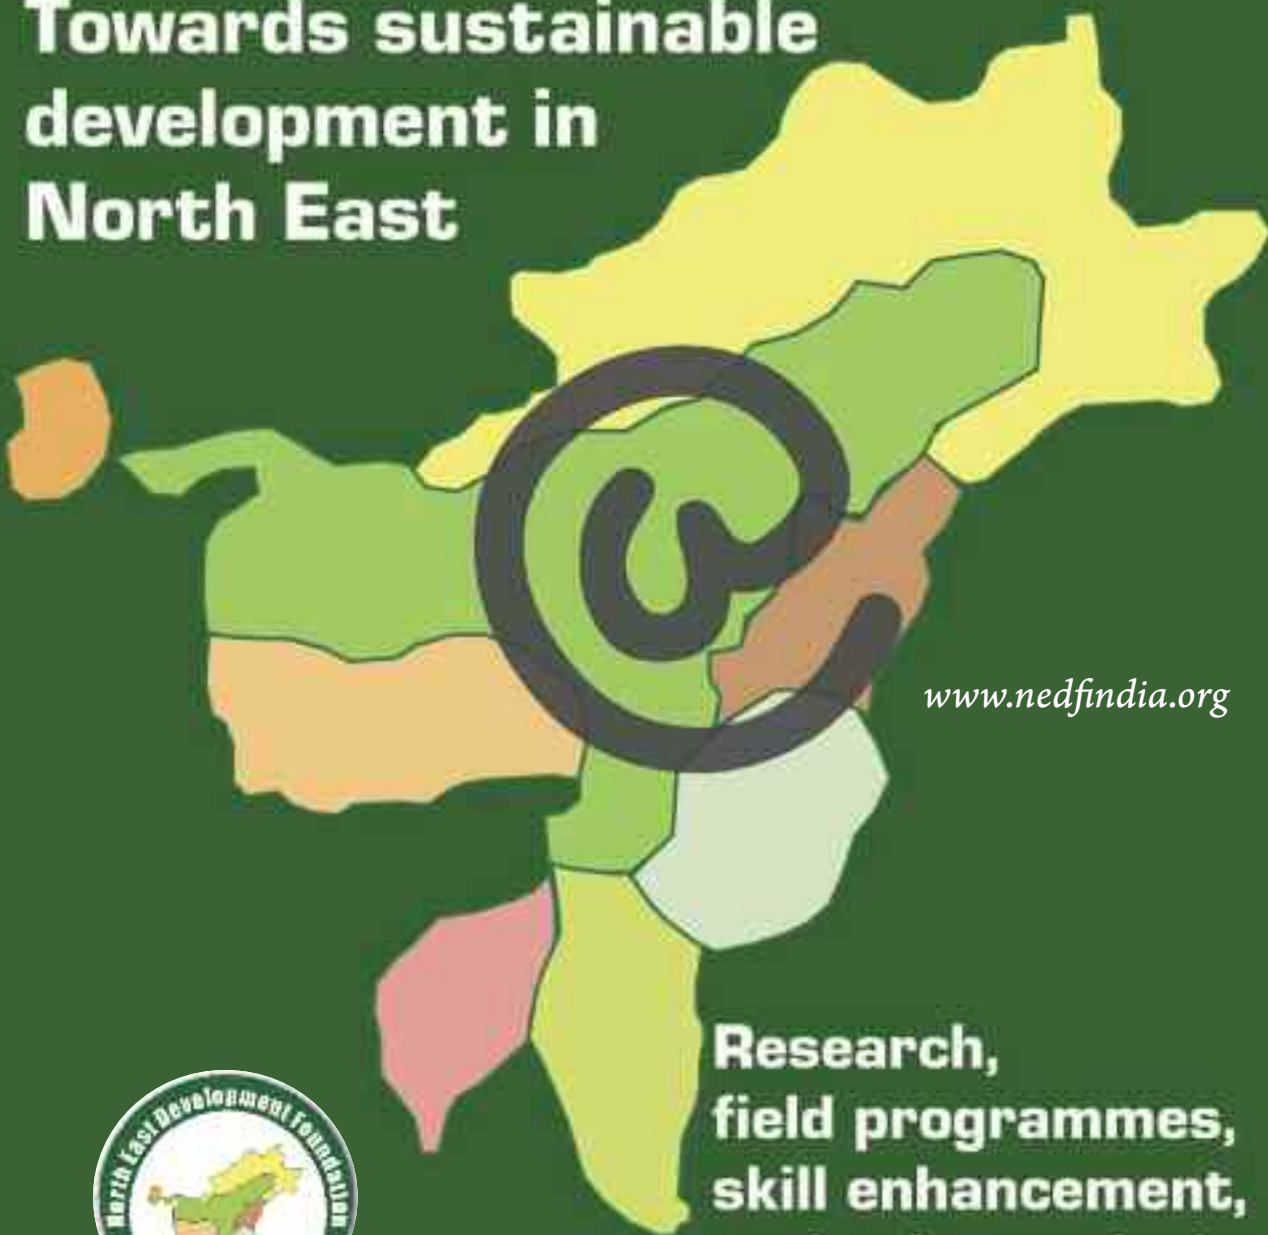 Towards sustainable
development in
North East
www.nedfindia.org
Research,
field programmes,
skill enhancement,
North East Development Foundation